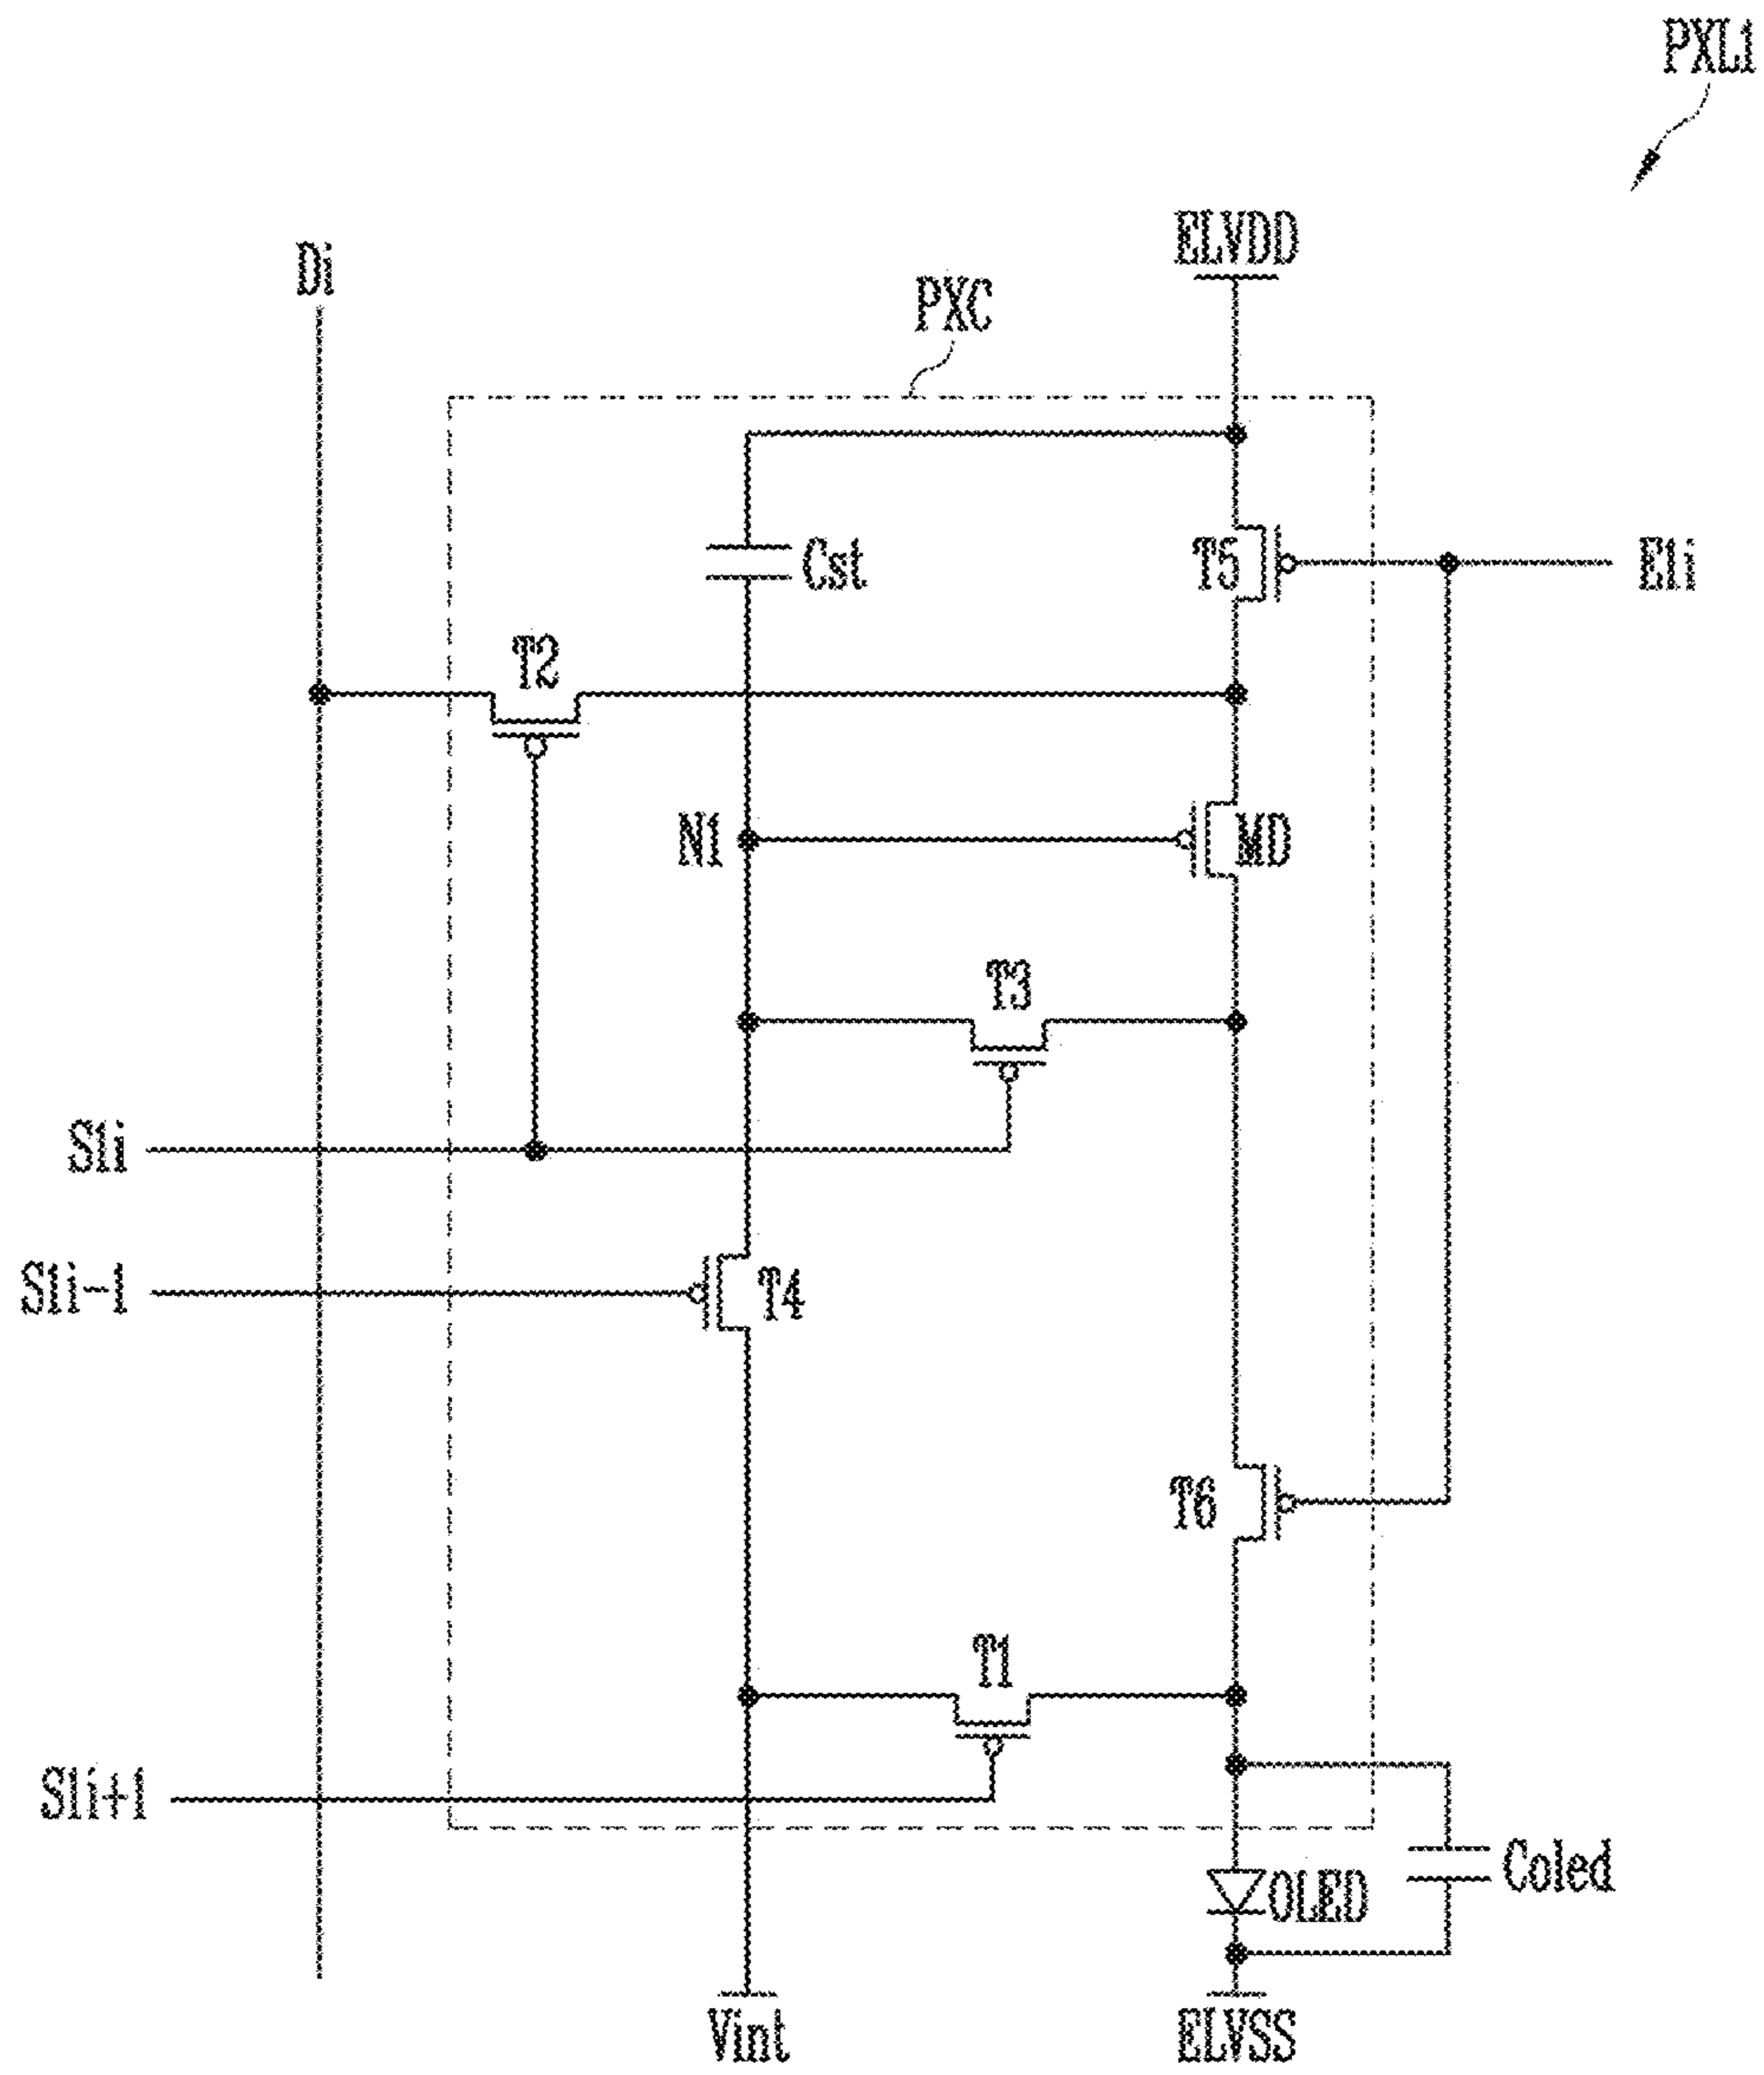 PXL1
ELVDD
Di
PXC
Cst
T5
E1i
T2
N1
MD
T3
S1i
S1i-1
T4
T6
T1
S1i+1
OLED
Coled
Vint
ELVSS